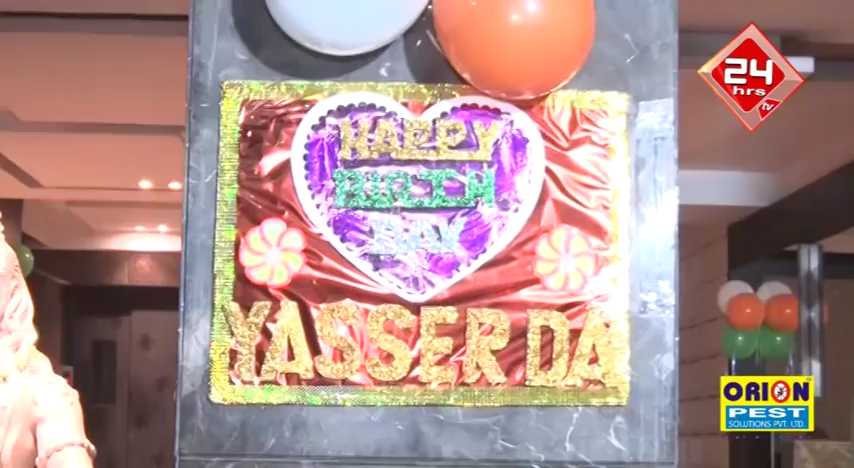 24
hrs
tv
HAPPY
BIRTH
DAY
YASSER DA
ORION
PEST
SOLUTIONS PVT. LTD.